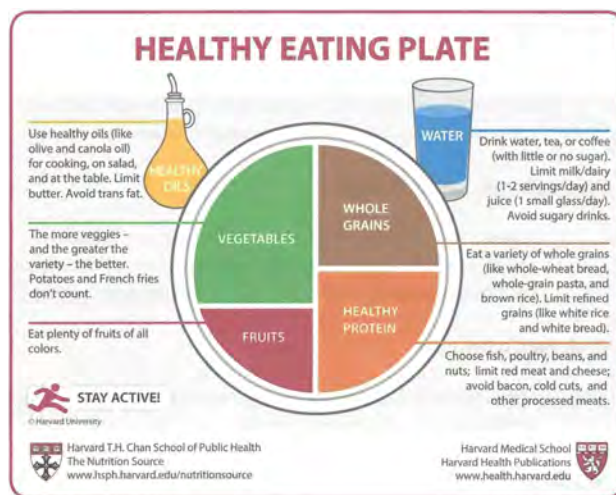 HEALTHY EATING PLATE
Use healthy oils (like
olive and canola oil)
for cooking, on salad,
and at the table. Limit
butter. Avoid trans fat.
HEALTHY
OILS
The more veggies –
and the greater the
variety – the better.
Potatoes and French fries
don't count.
Eat plenty of fruits of all
colors.
VEGETABLES
FRUITS
WHOLE
GRAINS
HEALTHY
PROTEIN
WATER
Drink water, tea, or coffee
(with little or no sugar).
Limit milk/dairy
(1-2 servings/day) and
juice (1 small glass/day).
Avoid sugary drinks.
Eat a variety of whole grains
(like whole-wheat bread,
whole-grain pasta, and
brown rice). Limit refined
grains (like white rice
and white bread).
Choose fish, poultry, beans, and
nuts; limit red meat and cheese;
avoid bacon, cold cuts, and
other processed meats.
STAY ACTIVE!
© Harvard University
Harvard T.H. Chan School of Public Health
The Nutrition Source
www.hsph.harvard.edu/nutritionsource
Harvard Medical School
Harvard Health Publications
www.health.harvard.edu